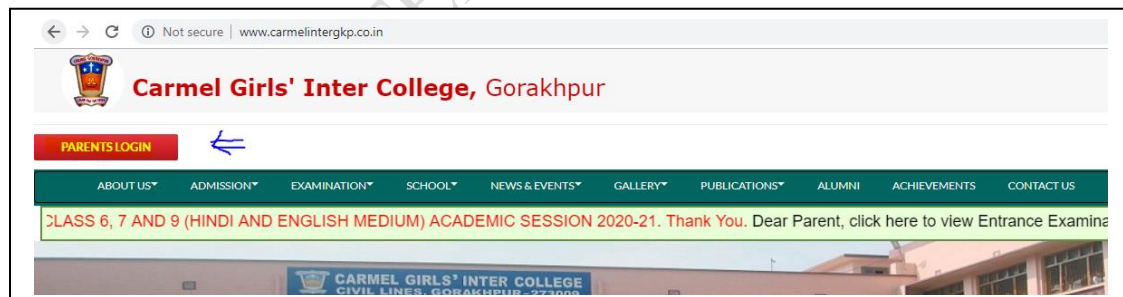 Not secure | www.carmelintergkp.co.in
Carmel Girls' Inter College, Gorakhpur
PARENTS LOGIN
ABOUT US ADMISSION EXAMINATION SCHOOL NEWS & EVENTS GALLERY PUBLICATIONS ALUMNI ACHIEVEMENTS CONTACT US
CLASS 6, 7 AND 9 (HINDI AND ENGLISH MEDIUM) ACADEMIC SESSION 2020-21. Thank You. Dear Parent, click here to view Entrance Examina
CARMEL GIRLS' INTER COLLEGE
CIVIL LINES, GORAKHPUR-273009